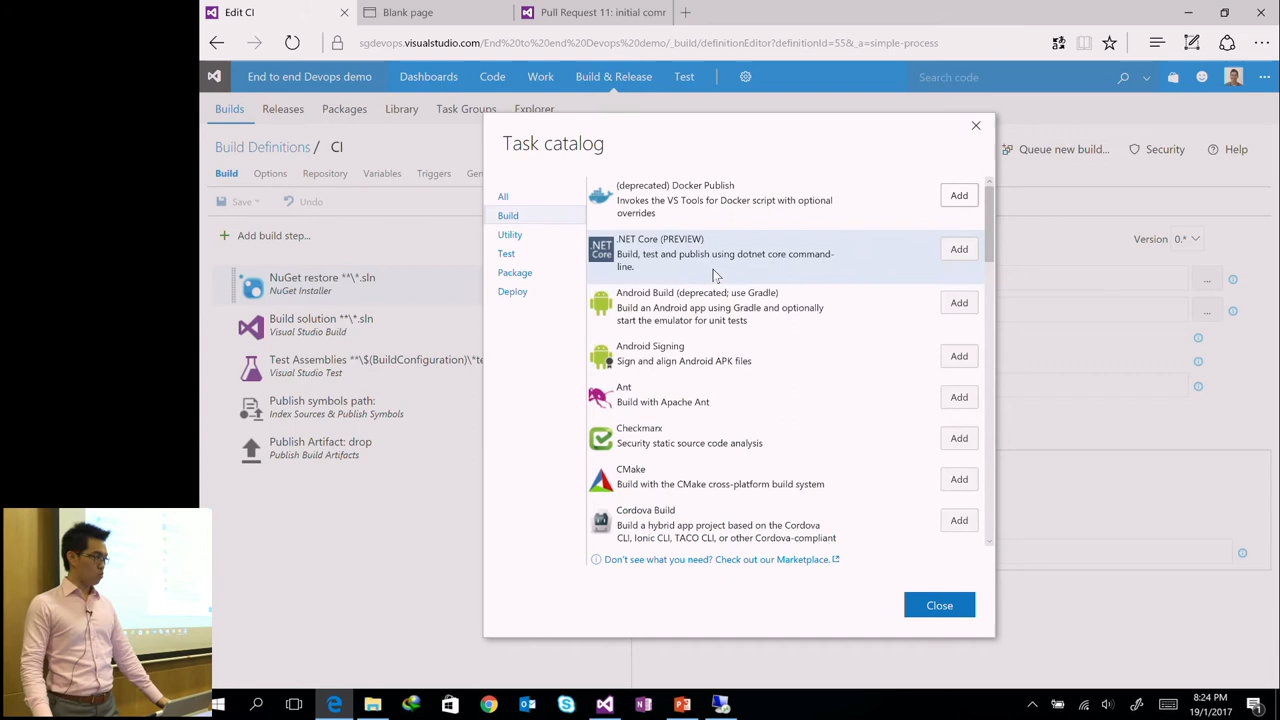 Edit CI
Blank page
Pull Request 11: initial comr
sgdevops.visualstudio.com/End%20to%20end%20Devops%20demo/_build/definitionEditor?definitionId=55&_a=simple-process
End to end Devops demo
Dashboards
Code
Work
Build & Release
Test
Search code
Builds
Releases
Packages
Library
Task Groups
Explorer
Build Definitions / CI
Queue new build...
Security
Help
Build
Options
Repository
Variables
Triggers
Gen
Save
Undo
Add build step...
Version 0.*
NuGet restore **\*.sln
NuGet Installer
Build solution **\*.sln
Visual Studio Build
Test Assemblies **\$(BuildConfiguration)\*te
Visual Studio Test
Publish symbols path:
Index Sources & Publish Symbols
Publish Artifact: drop
Publish Build Artifacts
...
...
Task catalog
All
Build
Utility
Test
Package
Deploy
(deprecated) Docker Publish
Invokes the VS Tools for Docker script with optional
overrides
Add
.NET Core
.NET Core (PREVIEW)
Build, test and publish using dotnet core command-
line.
Add
Android Build (deprecated; use Gradle)
Build an Android app using Gradle and optionally
start the emulator for unit tests
Add
Android Signing
Sign and align Android APK files
Add
Ant
Build with Apache Ant
Add
Checkmarx
Security static source code analysis
Add
CMake
Build with the CMake cross-platform build system
Add
Cordova Build
Build a hybrid app project based on the Cordova
CLI, Ionic CLI, TACO CLI, or other Cordova-compliant
Add
Don't see what you need? Check out our Marketplace.
Close
8:24 PM
19/1/2017